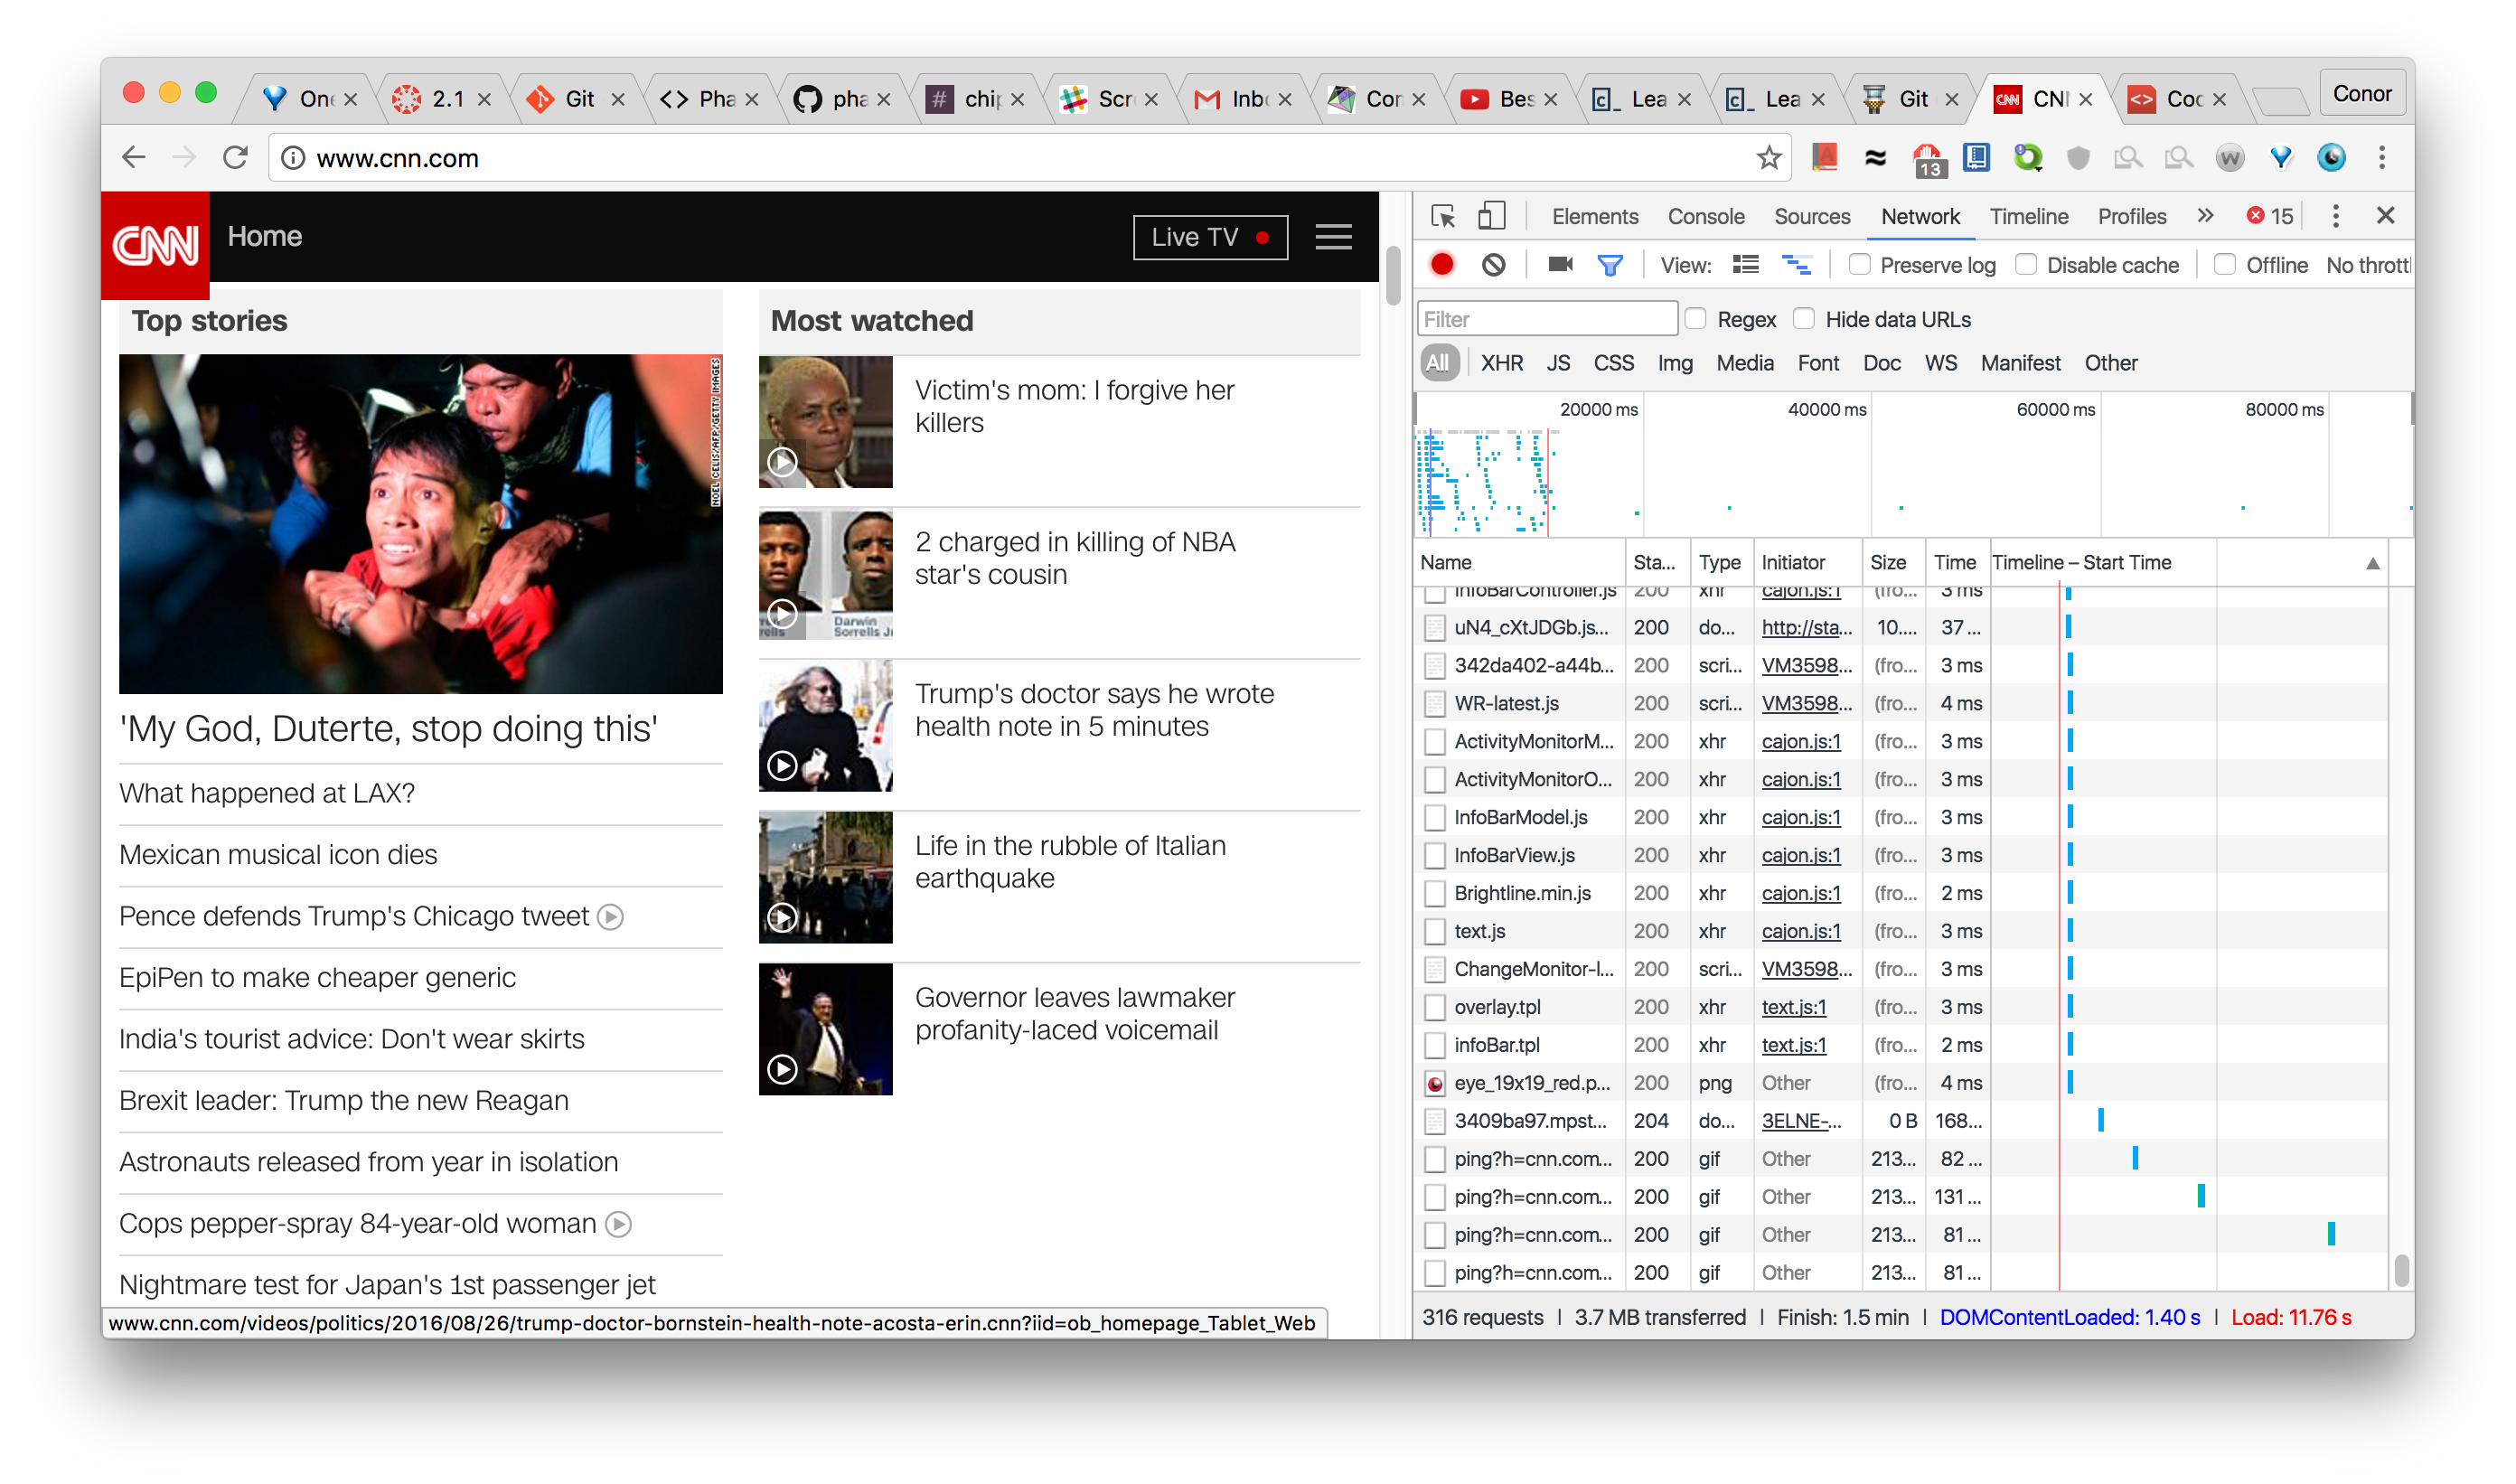 One
2.1
Git
Pha
pha
chip
Scr
Inb
Con
Bes
Lea
Lea
Git
CNN
Coc
Conor
www.cnn.com
13
CNN
Home
Live TV
Top stories
NOEL CELIS/AFP/GETTY IMAGES
'My God, Duterte, stop doing this'
What happened at LAX?
Mexican musical icon dies
Pence defends Trump's Chicago tweet
EpiPen to make cheaper generic
India's tourist advice: Don't wear skirts
Brexit leader: Trump the new Reagan
Astronauts released from year in isolation
Cops pepper-spray 84-year-old woman
Nightmare test for Japan's 1st passenger jet
Most watched
Victim's mom: I forgive her
killers
2 charged in killing of NBA
star's cousin
Darwin
Sorrells
Trump's doctor says he wrote
health note in 5 minutes
Life in the rubble of Italian
earthquake
Governor leaves lawmaker
profanity-laced voicemail
www.cnn.com/videos/politics/2016/08/26/trump-doctor-bornstein-health-note-acosta-erin.cnn?iid=ob_homepage_Tablet_Web
Elements Console Sources Network Timeline Profiles » 15
View: Preserve log Disable cache Offline No thrott
Filter Regex Hide data URLs
All XHR JS CSS Img Media Font Doc WS Manifest Other
20000 ms 40000 ms 60000 ms 80000 ms
Name Sta... Type Initiator Size Time Timeline – Start Time
InfoBarController.js 200 xhr cajon.js:1 (fro... 3 ms
uN4_cXtJDGb.js... 200 do... http://sta... 10.... 37...
342da402-a44b... 200 scri... VM3598... (fro... 3 ms
WR-latest.js 200 scri... VM3598... (fro... 4 ms
ActivityMonitorM... 200 xhr cajon.js:1 (fro... 3 ms
ActivityMonitorO... 200 xhr cajon.js:1 (fro... 3 ms
InfoBarModel.js 200 xhr cajon.js:1 (fro... 3 ms
InfoBarView.js 200 xhr cajon.js:1 (fro... 3 ms
Brightline.min.js 200 xhr cajon.js:1 (fro... 2 ms
text.js 200 xhr cajon.js:1 (fro... 3 ms
ChangeMonitor-l... 200 scri... VM3598... (fro... 3 ms
overlay.tpl 200 xhr text.js:1 (fro... 3 ms
infoBar.tpl 200 xhr text.js:1 (fro... 2 ms
eye_19x19_red.p... 200 png Other (fro... 4 ms
3409ba97.mpst... 204 do... 3ELNE-... 0 B 168...
ping?h=cnn.com... 200 gif Other 213... 82...
ping?h=cnn.com... 200 gif Other 213... 131...
ping?h=cnn.com... 200 gif Other 213... 81...
ping?h=cnn.com... 200 gif Other 213... 81...
316 requests | 3.7 MB transferred | Finish: 1.5 min | DOMContentLoaded: 1.40 s | Load: 11.76 s